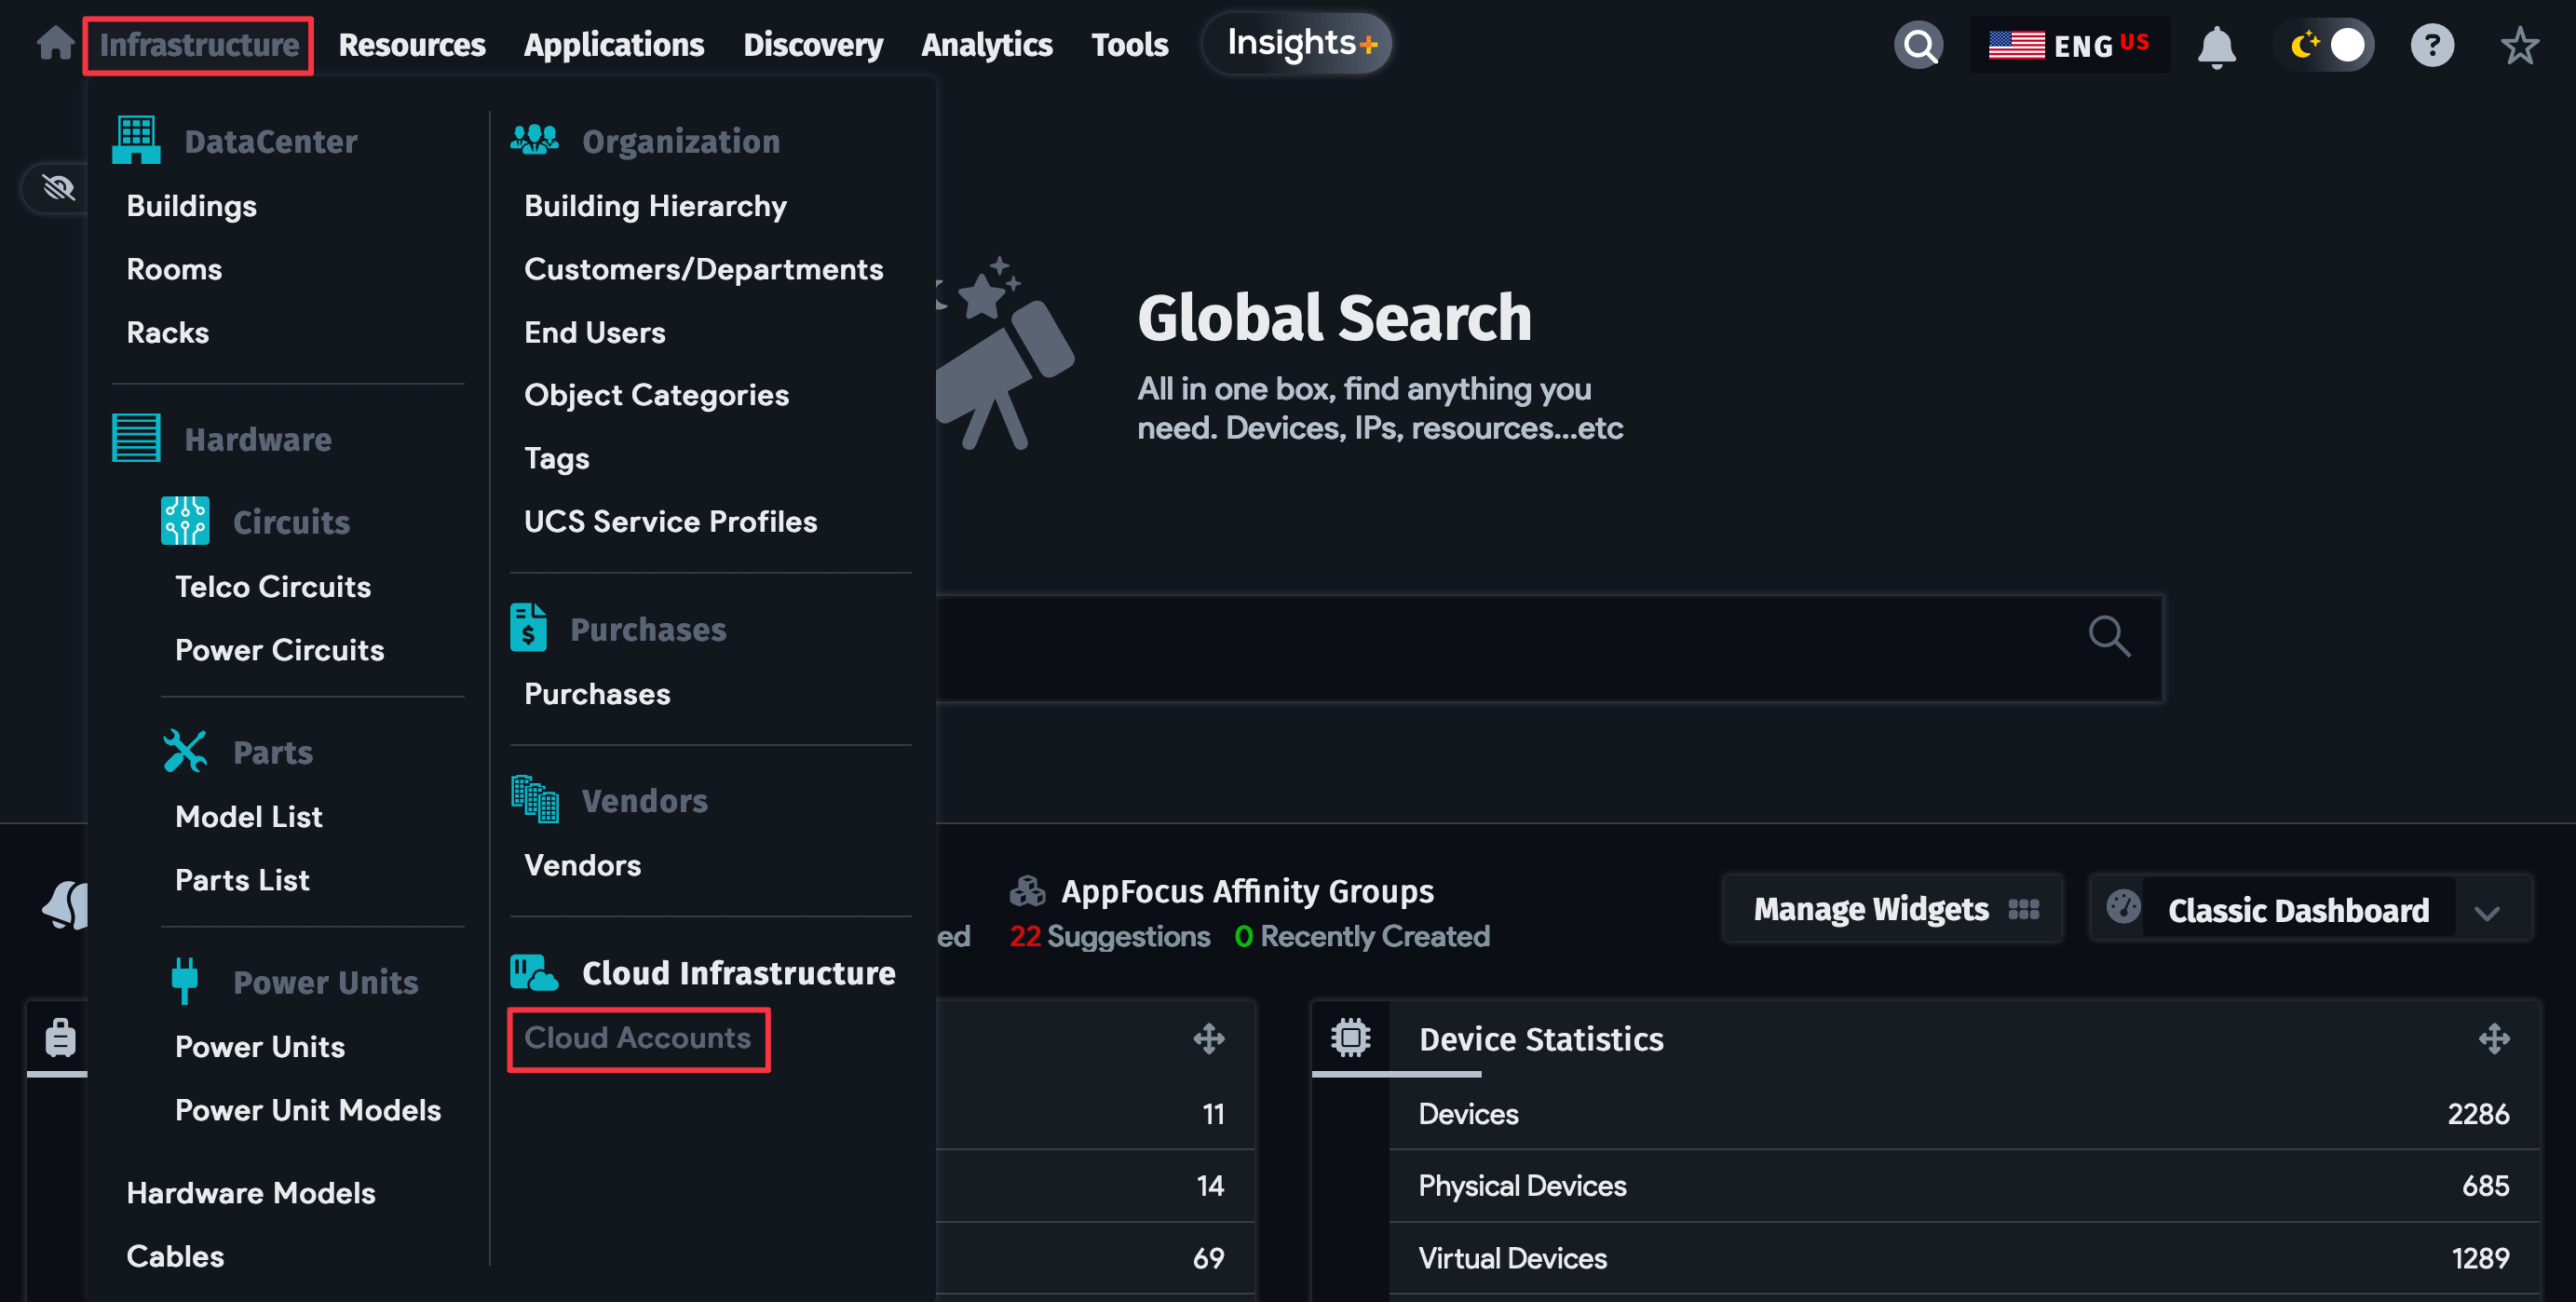 Infrastructure Resources Applications Discovery Analytics Tools Insights+ ENG US
DataCenter
Buildings
Rooms
Racks
Hardware
Circuits
Telco Circuits
Power Circuits
Parts
Model List
Parts List
Power Units
Power Units
Power Unit Models
Hardware Models
Cables
Organization
Building Hierarchy
Customers/Departments
End Users
Object Categories
Tags
UCS Service Profiles
Purchases
Purchases
Vendors
Vendors
Cloud Infrastructure
Cloud Accounts
Global Search
All in one box, find anything you
need. Devices, IPs, resources...etc
ed
AppFocus Affinity Groups
22 Suggestions 0 Recently Created
Manage Widgets
Classic Dashboard
11
14
69
Device Statistics
Devices 2286
Physical Devices 685
Virtual Devices 1289